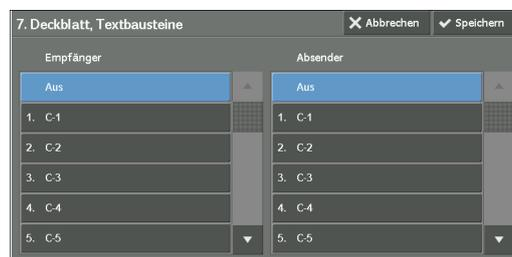 7. Deckblatt, Textbausteine
Abbrechen
Speichern
Empfänger
Aus
1. C-1
2. C-2
3. C-3
4. C-4
5. C-5
Absender
Aus
1. C-1
2. C-2
3. C-3
4. C-4
5. C-5